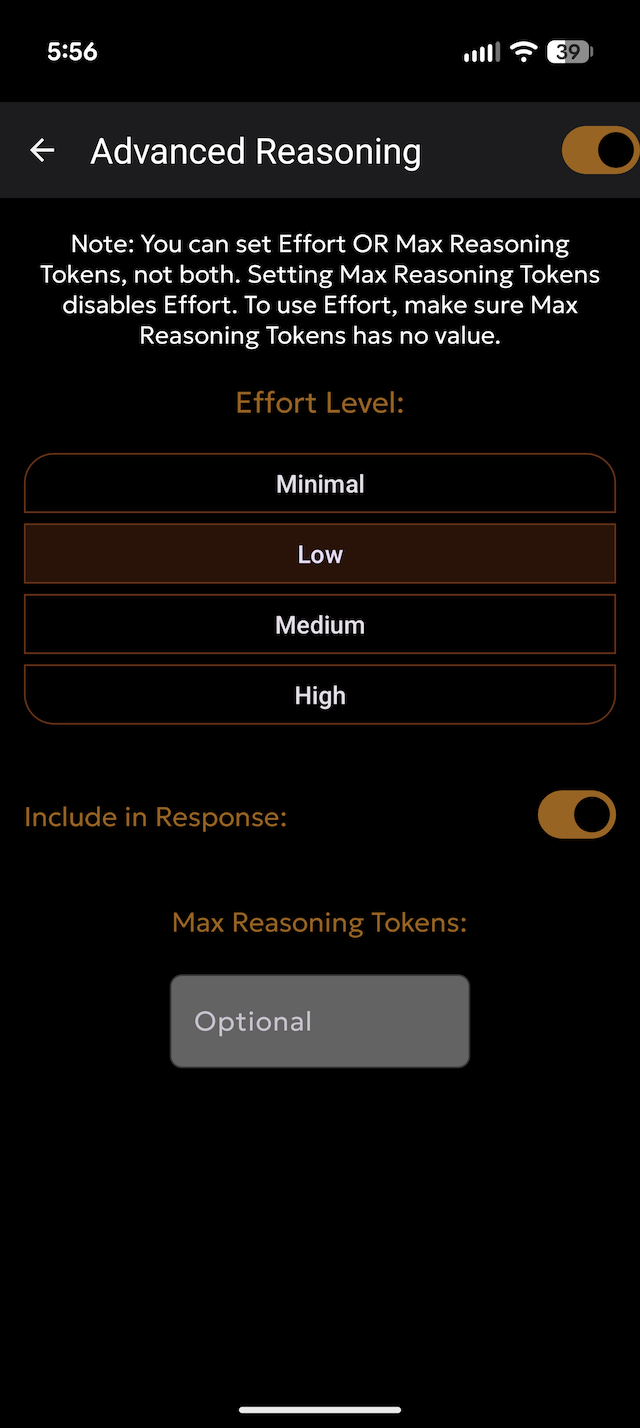 5:56
39
Advanced Reasoning
Note: You can set Effort OR Max Reasoning
Tokens, not both. Setting Max Reasoning Tokens
disables Effort. To use Effort, make sure Max
Reasoning Tokens has no value.
Effort Level:
Minimal
Low
Medium
High
Include in Response:
Max Reasoning Tokens:
Optional